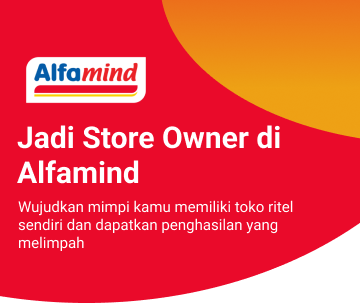 Alfamind
Jadi Store Owner di
Alfamind
Wujudkan mimpi kamu memiliki toko ritel
sendiri dan dapatkan penghasilan yang
melimpah